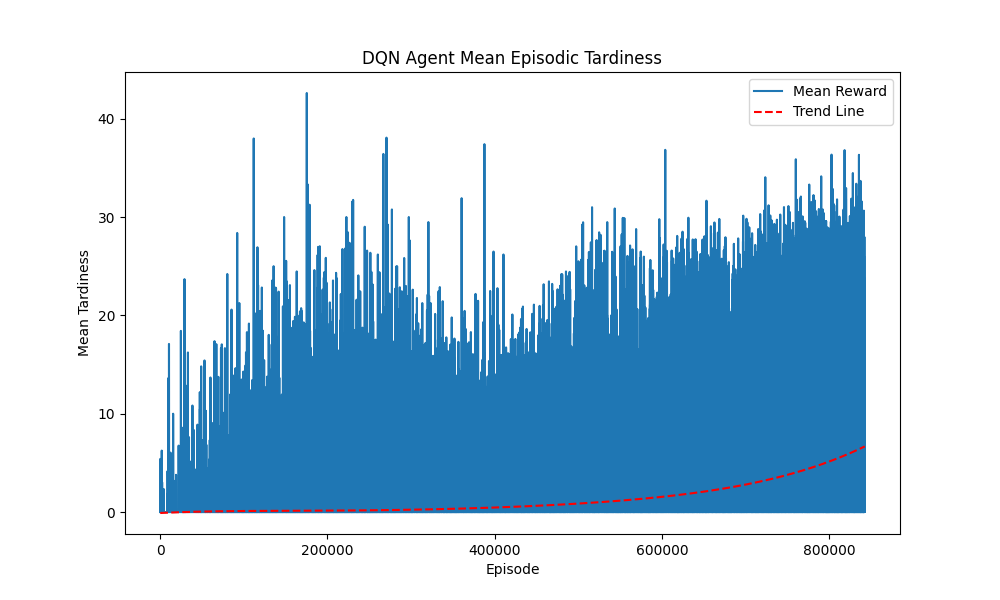 DQN Agent Mean Episodic Tardiness
Mean Reward
Trend Line
40
30
20
10
0
Mean Tardiness
0
200000
400000
600000
800000
Episode